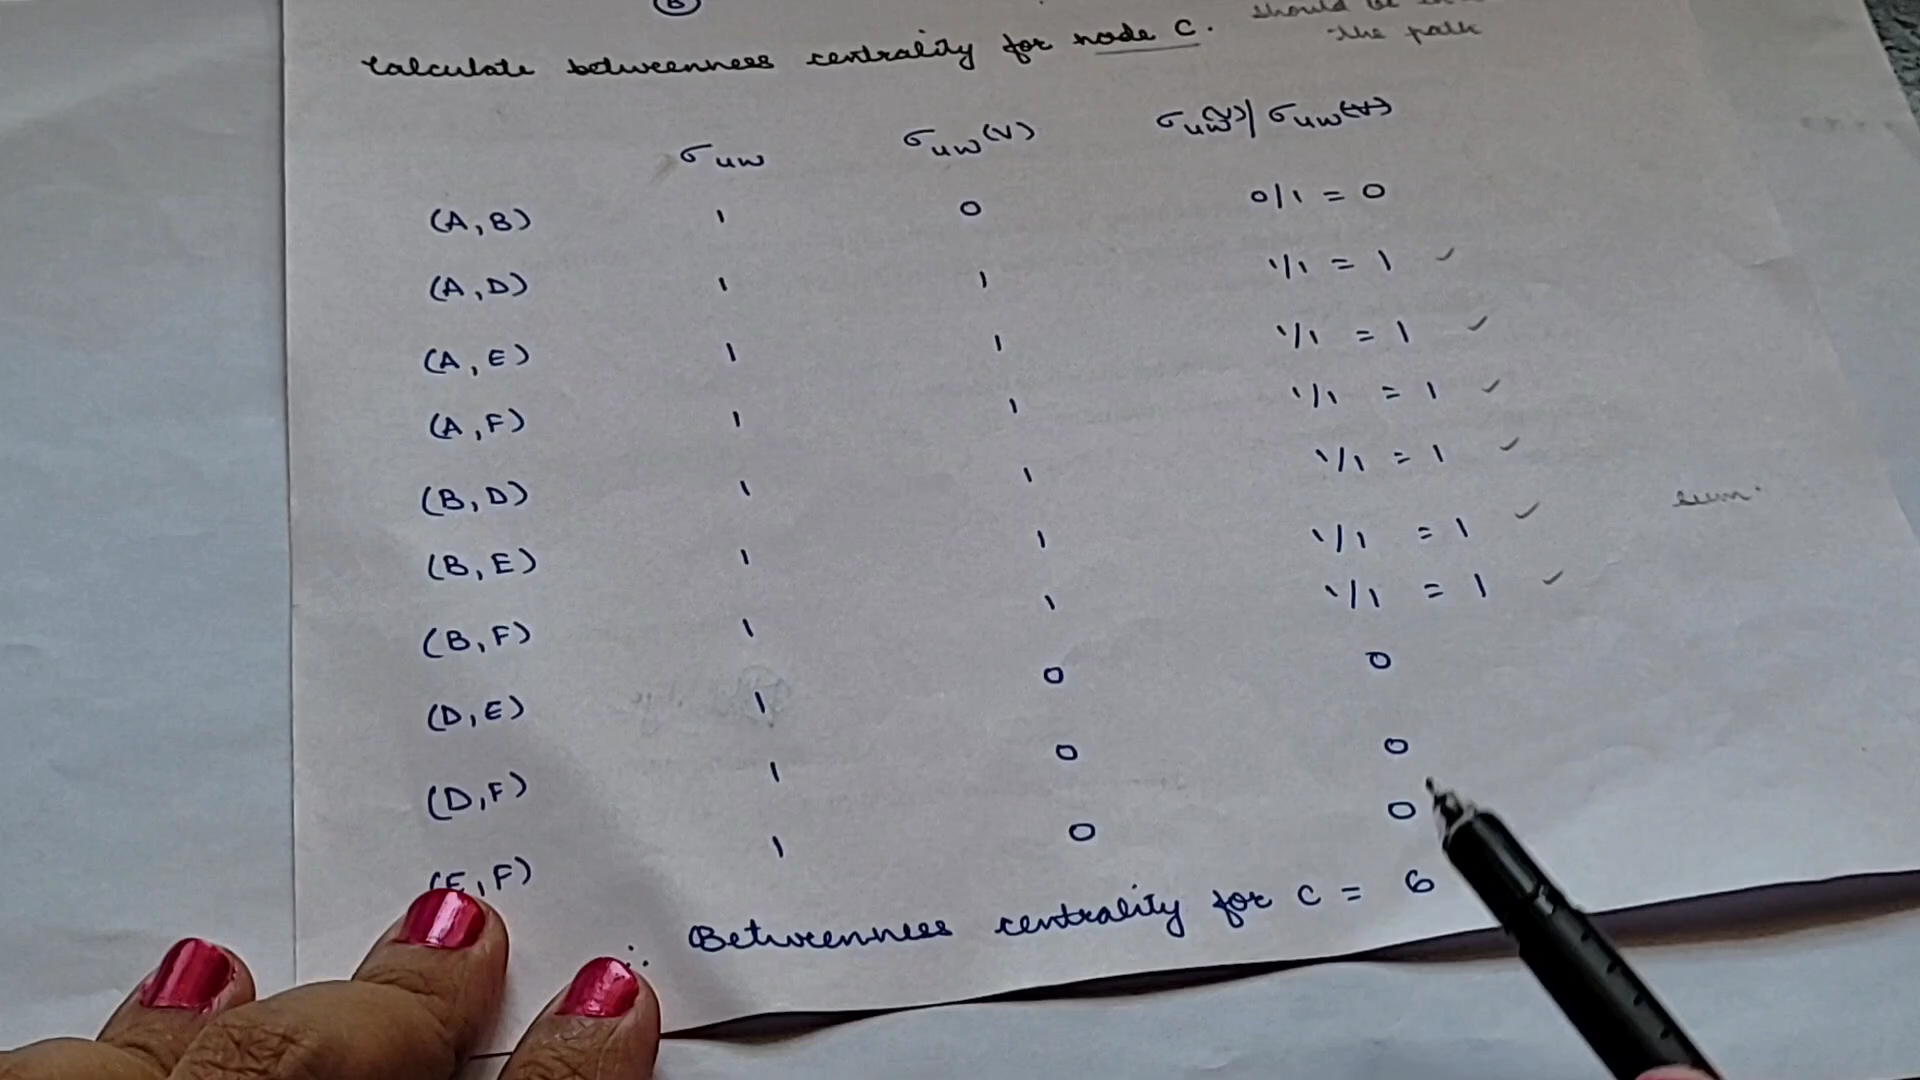 B
should be
Calculate betweenness centrality for node C. the path
σuw σuw(v) σuw(v)/σuw
(A,B) 1 0 0/1 = 0
(A,D) 1 1 1/1 = 1 ✓
(A,E) 1 1 1/1 = 1 ✓
(A,F) 1 1 1/1 = 1 ✓
(B,D) 1 1 1/1 = 1 ✓
sum.
(B,E) 1 1 1/1 = 1 ✓
(B,F) 1 1 1/1 = 1 ✓
(D,E) 1 0 0
(D,F) 1 0 0
(E,F) 1 0 0
∴ Betweenness centrality for C = 6